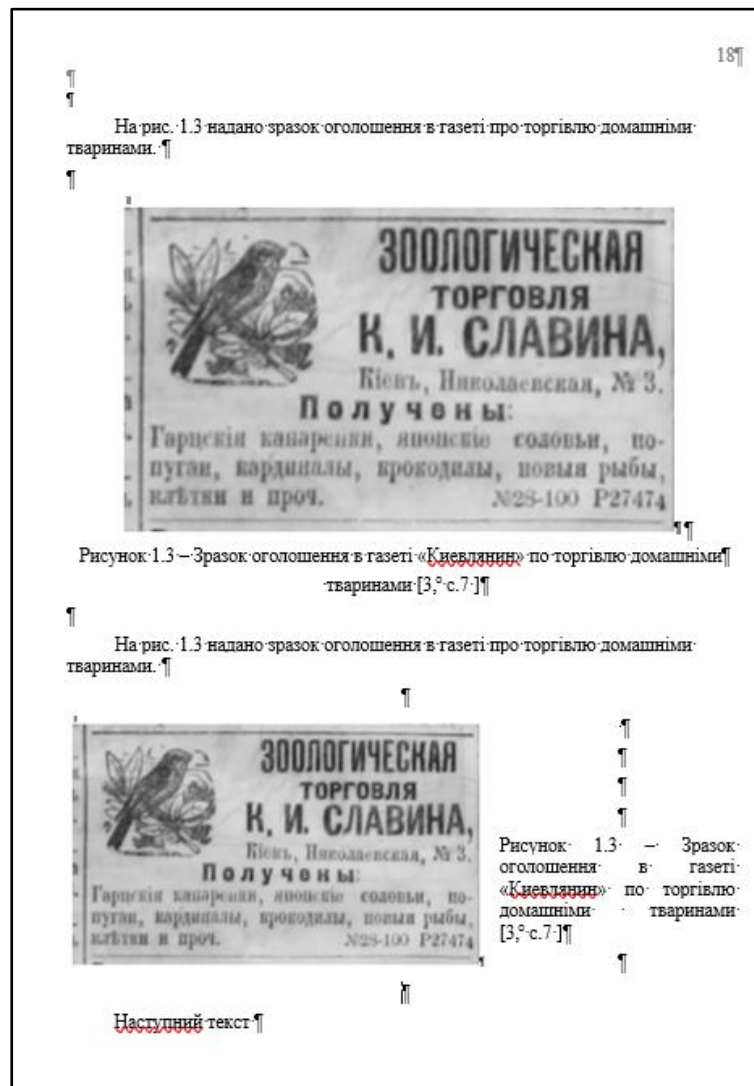 18¶
¶
¶
На рис. 1.3 надано зразок оголошення в газеті про торгівлю домашніми
тваринами. ¶
¶
¶
ЗООЛОГИЧЕСКАЯ
ТОРГОВЛЯ
К. И. СЛАВИНА,
Кіевъ, Николаевская, № 3.
Получены:
Гарцскія канарейки, японскіе соловьи, по-
пугаи, кардиналы, крокодилы, новыя рыбы,
клѣтки и проч. №28-100 Р27474
¶¶
Рисунок 1.3 – Зразок оголошення в газеті «Киевлянин» по торгівлю домашніми¶
тваринами [3,° с.7 ]¶
¶
На рис. 1.3 надано зразок оголошення в газеті про торгівлю домашніми
тваринами. ¶
¶
ЗООЛОГИЧЕСКАЯ
ТОРГОВЛЯ
К. И. СЛАВИНА,
Кіевъ, Николаевская, № 3.
Получены:
Гарцскія канарейки, японскіе соловьи, по-
пугаи, кардиналы, крокодилы, новыя рыбы,
клѣтки и проч. №28-100 Р27474
¶
¶
¶
¶
¶
Рисунок 1.3 – Зразок
оголошення в газеті
«Киевлянин» по торгівлю
домашніми тваринами
[3,° с.7 ]¶
¶
¶
Наступний текст ¶